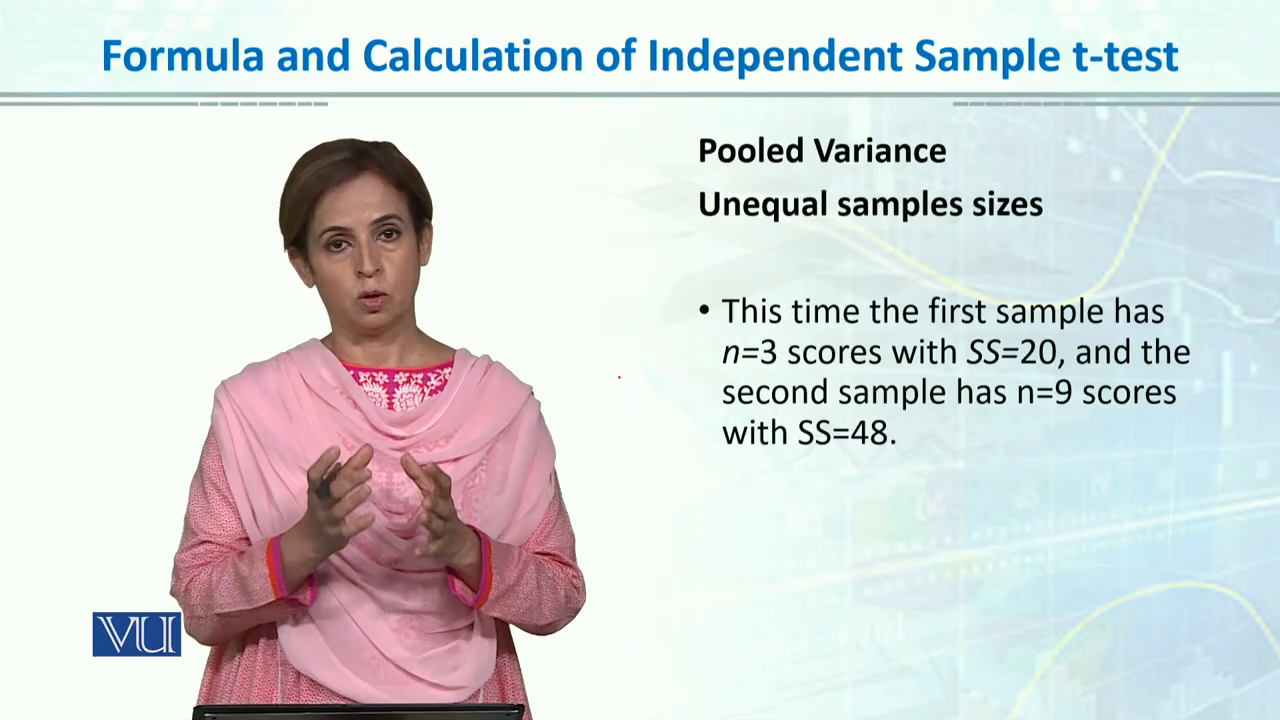 Formula and Calculation of Independent Sample t-test
Pooled Variance
Unequal samples sizes
• This time the first sample has
n=3 scores with SS=20, and the
second sample has n=9 scores
with SS=48.
VU